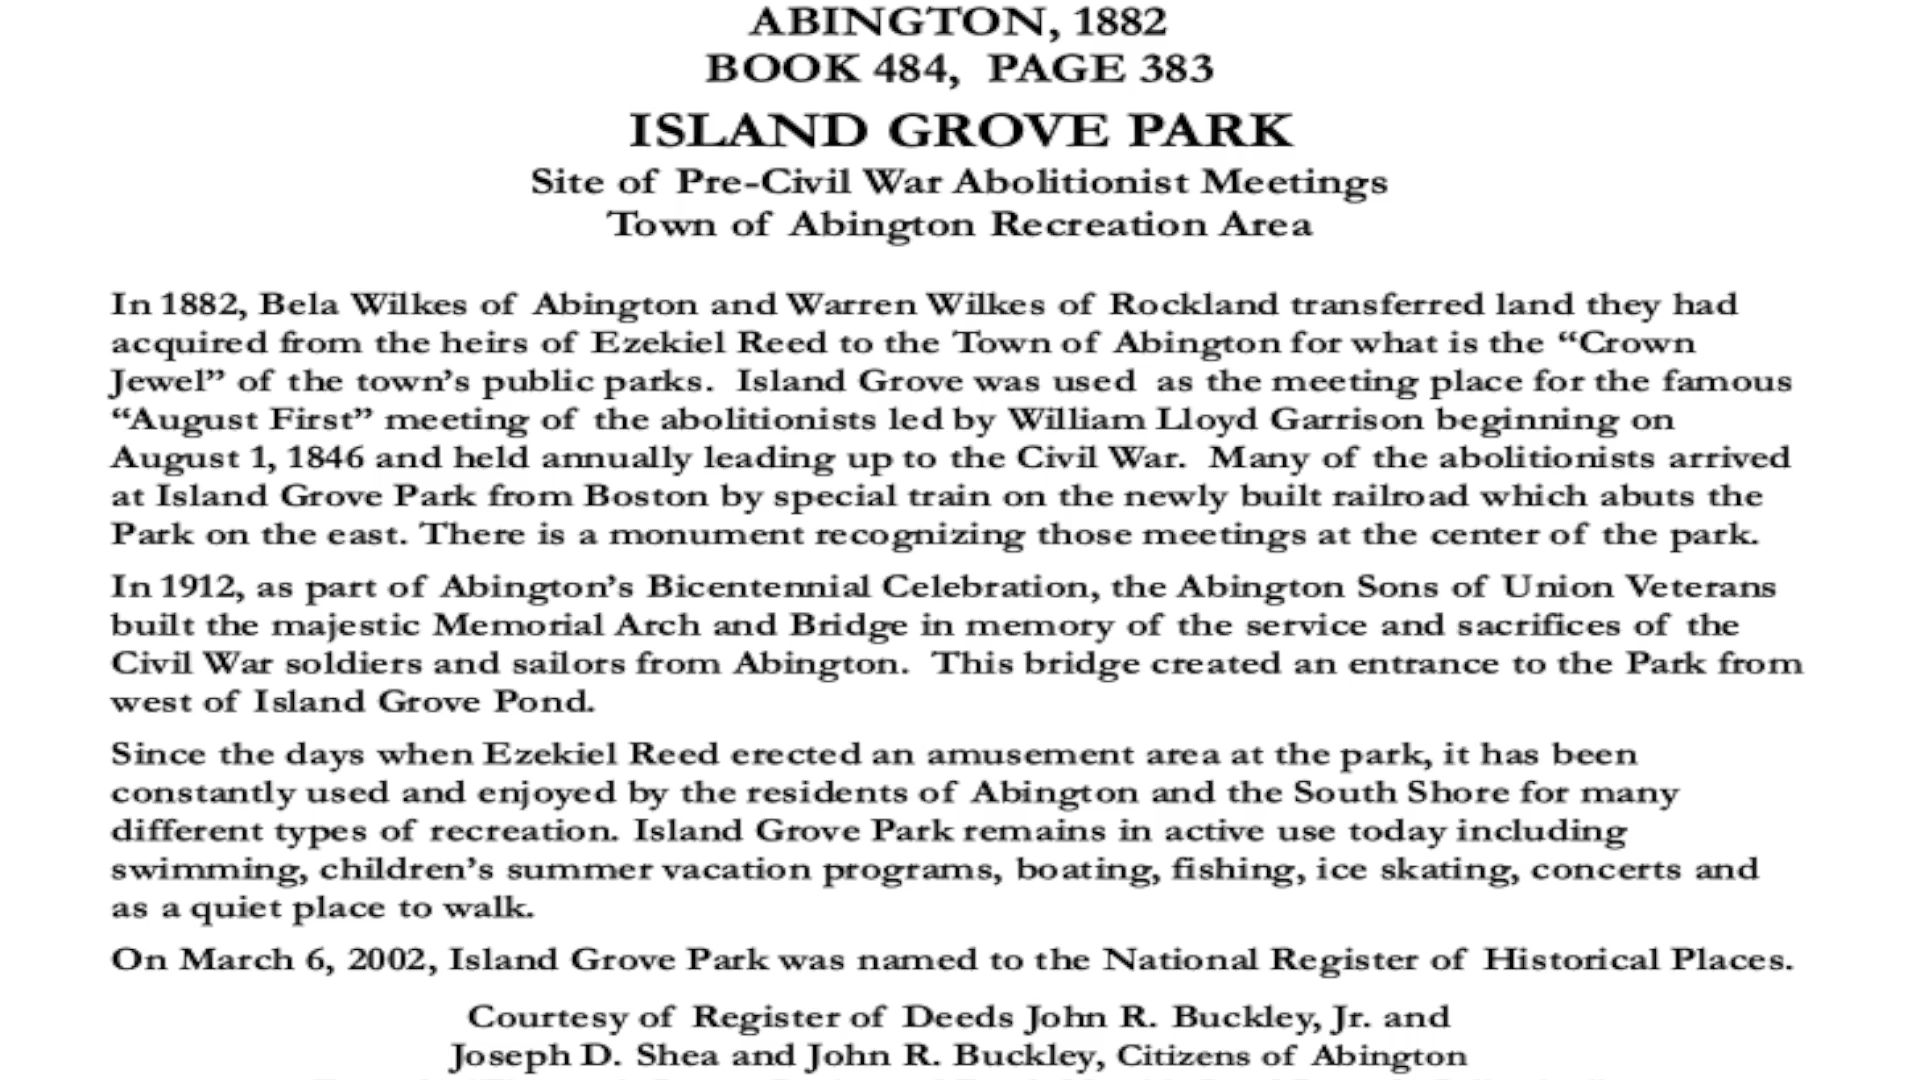 ABINGTON, 1882
BOOK 484, PAGE 383
ISLAND GROVE PARK
Site of Pre-Civil War Abolitionist Meetings
Town of Abington Recreation Area
In 1882, Bela Wilkes of Abington and Warren Wilkes of Rockland transferred land they had
acquired from the heirs of Ezekiel Reed to the Town of Abington for what is the “Crown
Jewel” of the town’s public parks. Island Grove was used as the meeting place for the famous
“August First” meeting of the abolitionists led by William Lloyd Garrison beginning on
August 1, 1846 and held annually leading up to the Civil War. Many of the abolitionists arrived
at Island Grove Park from Boston by special train on the newly built railroad which abuts the
Park on the east. There is a monument recognizing those meetings at the center of the park.
In 1912, as part of Abington’s Bicentennial Celebration, the Abington Sons of Union Veterans
built the majestic Memorial Arch and Bridge in memory of the service and sacrifices of the
Civil War soldiers and sailors from Abington. This bridge created an entrance to the Park from
west of Island Grove Pond.
Since the days when Ezekiel Reed erected an amusement area at the park, it has been
constantly used and enjoyed by the residents of Abington and the South Shore for many
different types of recreation. Island Grove Park remains in active use today including
swimming, children’s summer vacation programs, boating, fishing, ice skating, concerts and
as a quiet place to walk.
On March 6, 2002, Island Grove Park was named to the National Register of Historical Places.
Courtesy of Register of Deeds John R. Buckley, Jr. and
Joseph D. Shea and John R. Buckley, Citizens of Abington